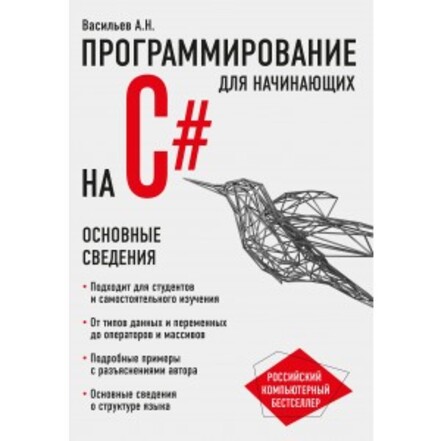 Васильев А.Н.
ПРОГРАММИРОВАНИЕ
ДЛЯ НАЧИНАЮЩИХ
НА C#
ОСНОВНЫЕ
СВЕДЕНИЯ
• Подходит для студентов
и самостоятельного изучения
• От типов данных и переменных
до операторов и массивов
• Подробные примеры
с разъяснениями автора
• Основные сведения
о структуре языка
РОССИЙСКИЙ
КОМПЬЮТЕРНЫЙ
БЕСТСЕЛЛЕР